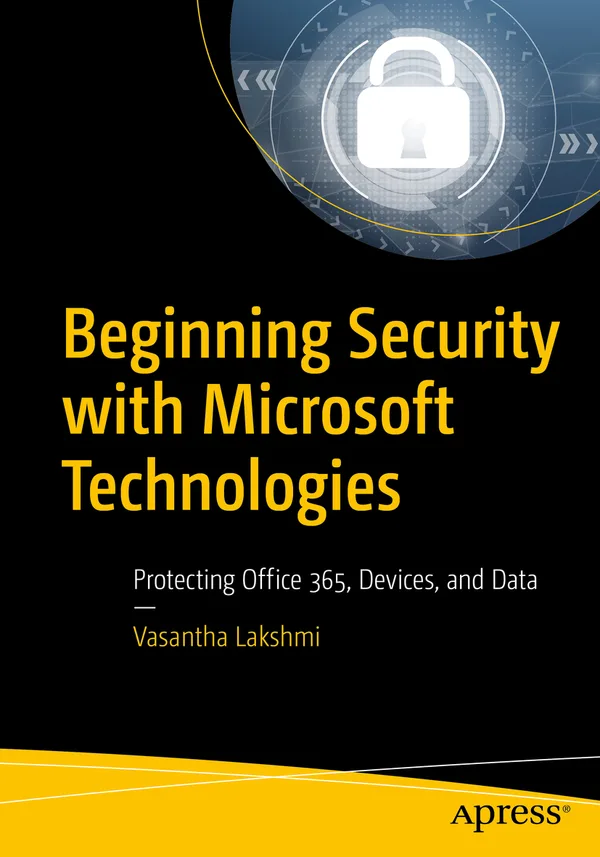 Beginning Security
with Microsoft
Technologies
Protecting Office 365, Devices, and Data
—
Vasantha Lakshmi
Apress®